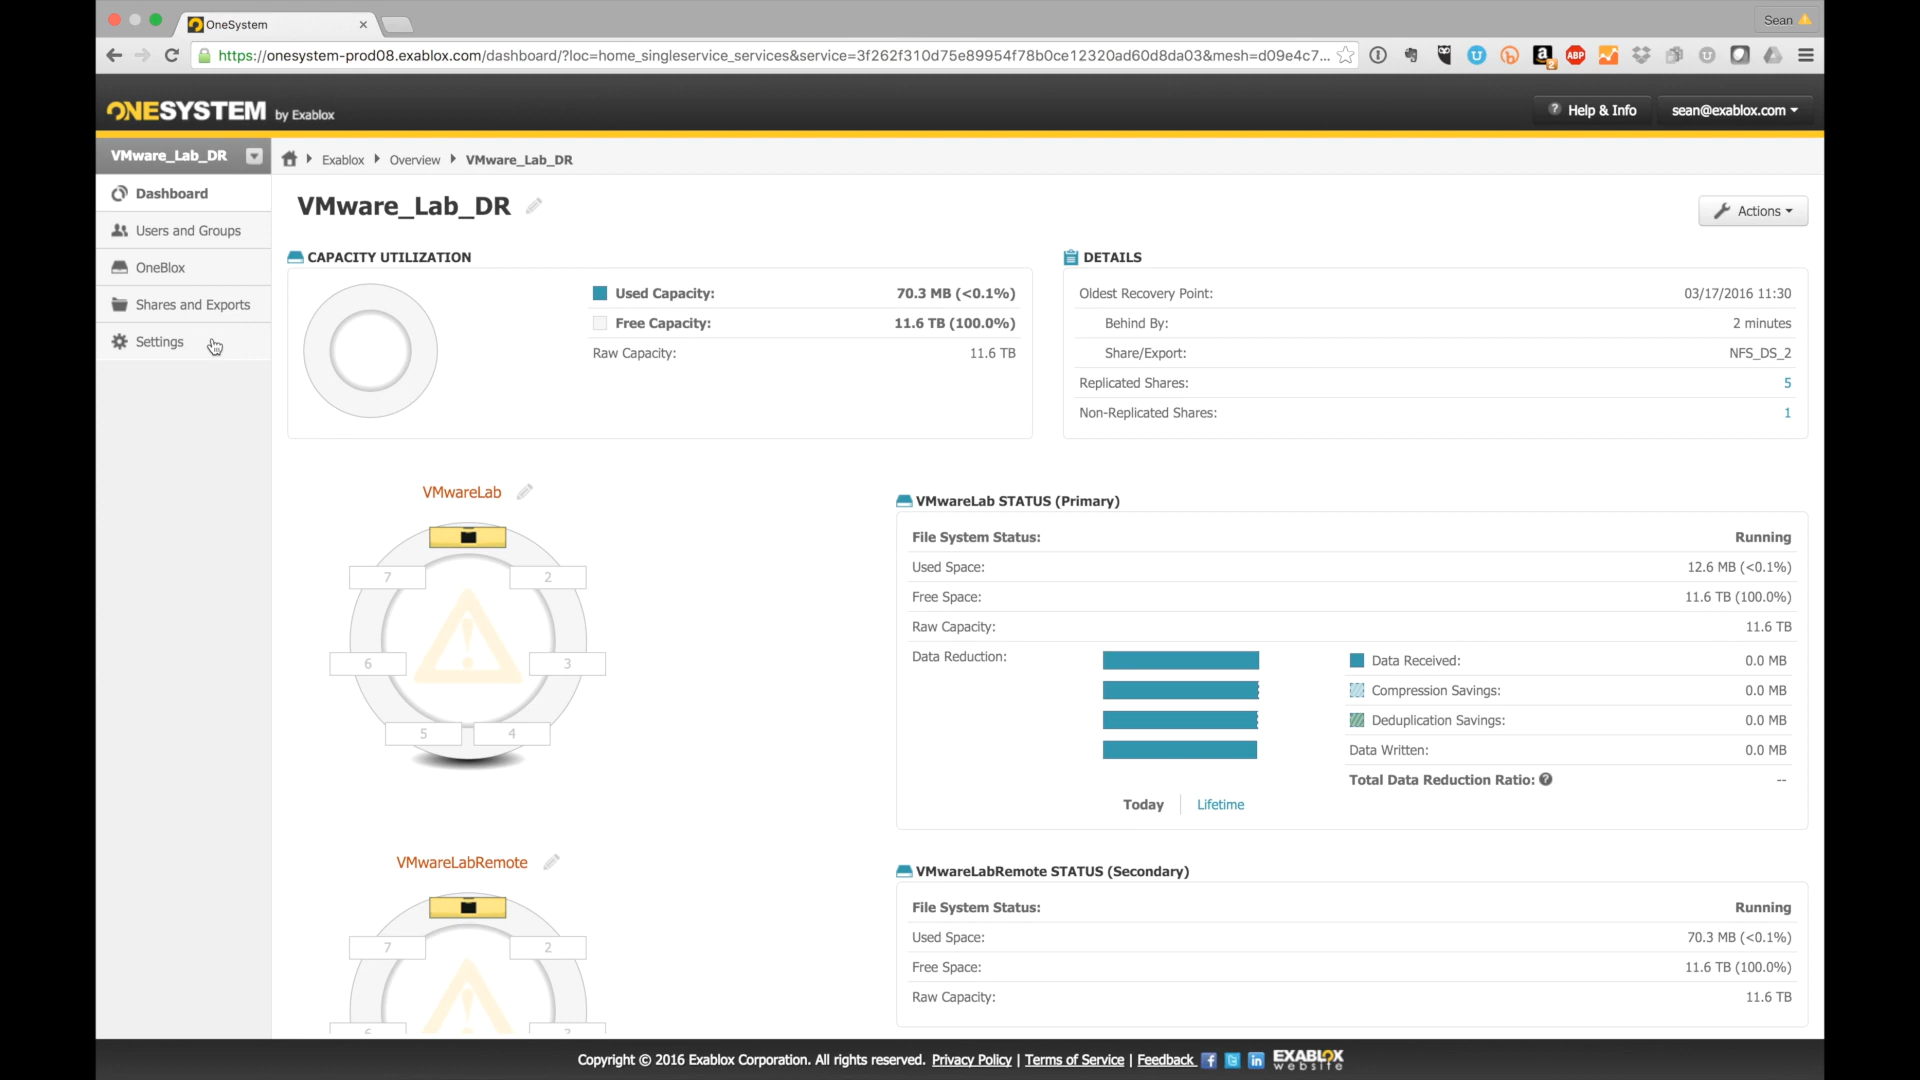 OneSystem
Sean
https://onesystem-prod08.exablox.com/dashboard/?loc=home_singleservice_services&service=3f262f310d75e89954f78b0ce12320ad60d8da03&mesh=d09e4c7...
ABP
ONESYSTEM by Exablox
Help & Info
sean@exablox.com
VMware_Lab_DR
Exablox Overview VMware_Lab_DR
Dashboard
Users and Groups
OneBlox
Shares and Exports
Settings
VMware_Lab_DR
Actions
CAPACITY UTILIZATION
Used Capacity: 70.3 MB (<0.1%)
Free Capacity: 11.6 TB (100.0%)
Raw Capacity: 11.6 TB
DETAILS
Oldest Recovery Point: 03/17/2016 11:30
Behind By: 2 minutes
Share/Export: NFS_DS_2
Replicated Shares: 5
Non-Replicated Shares: 1
VMwareLab
7 2
6 3
5 4
VMwareLab STATUS (Primary)
File System Status: Running
Used Space: 12.6 MB (<0.1%)
Free Space: 11.6 TB (100.0%)
Raw Capacity: 11.6 TB
Data Reduction:
Data Received: 0.0 MB
Compression Savings: 0.0 MB
Deduplication Savings: 0.0 MB
Data Written: 0.0 MB
Total Data Reduction Ratio: --
Today Lifetime
VMwareLabRemote
7 2
6 3
VMwareLabRemote STATUS (Secondary)
File System Status: Running
Used Space: 70.3 MB (<0.1%)
Free Space: 11.6 TB (100.0%)
Raw Capacity: 11.6 TB
Copyright © 2016 Exablox Corporation. All rights reserved. Privacy Policy | Terms of Service | Feedback EXABLOX website